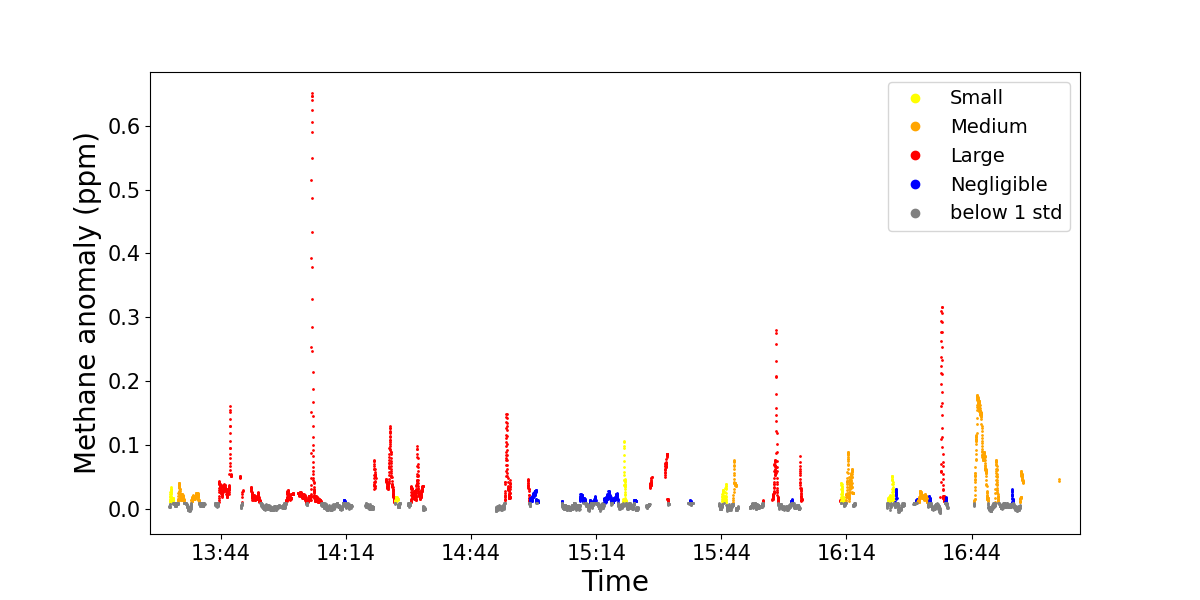 Small
Medium
Large
Negligible
below 1 std
Methane anomaly (ppm)
0.6
0.5
0.4
0.3
0.2
0.1
0.0
13:44 14:14 14:44 15:14 15:44 16:14 16:44
Time